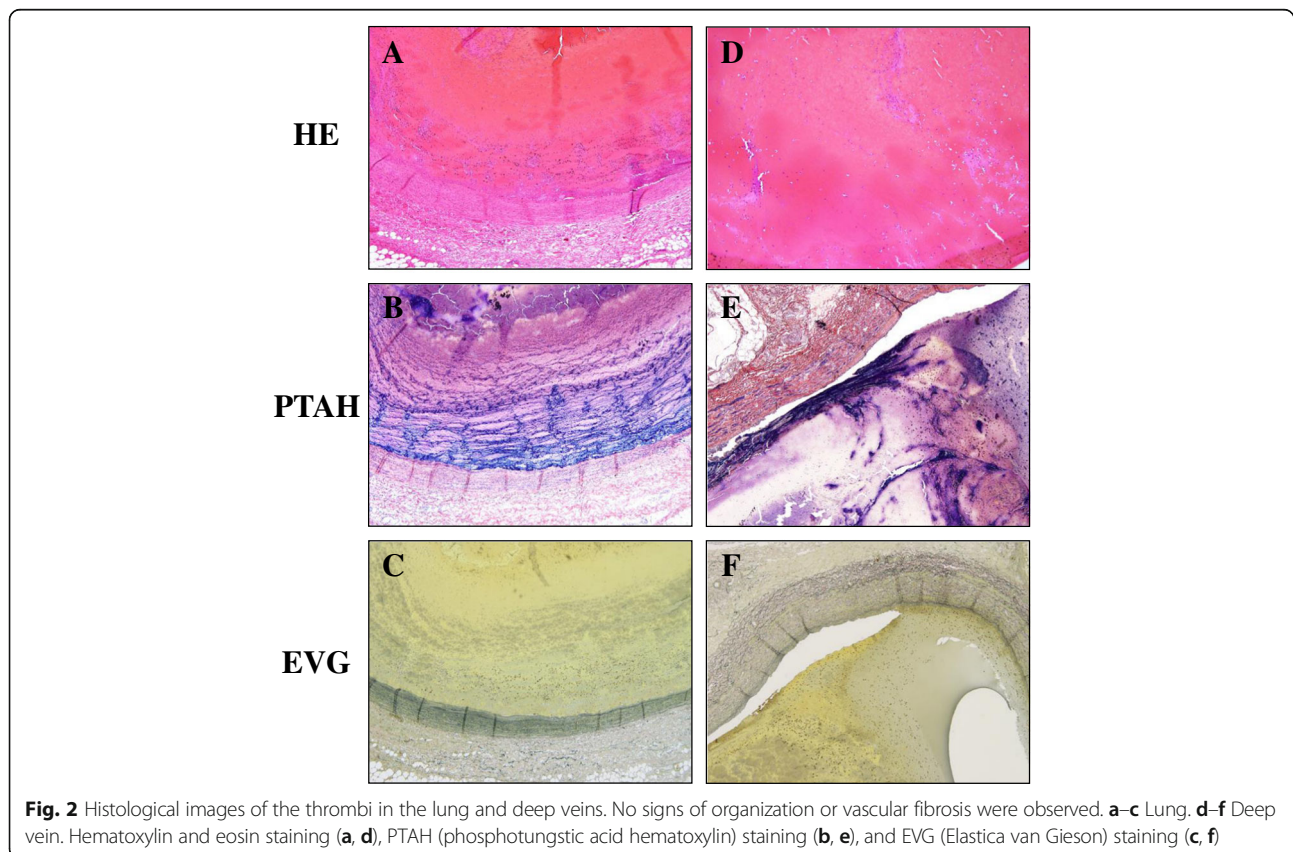 A
D
HE
B
E
PTAH
C
F
EVG
Fig. 2 Histological images of the thrombi in the lung and deep veins. No signs of organization or vascular fibrosis were observed. a–c Lung. d–f Deep
vein. Hematoxylin and eosin staining (a, d), PTAH (phosphotungstic acid hematoxylin) staining (b, e), and EVG (Elastica van Gieson) staining (c, f)